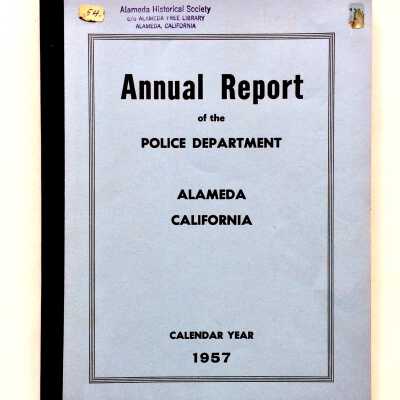 54.
Alameda Historical Society
c/o ALAMEDA FREE LIBRARY
ALAMEDA, CALIFORNIA
Annual Report
of the
POLICE DEPARTMENT
ALAMEDA
CALIFORNIA
CALENDAR YEAR
1957